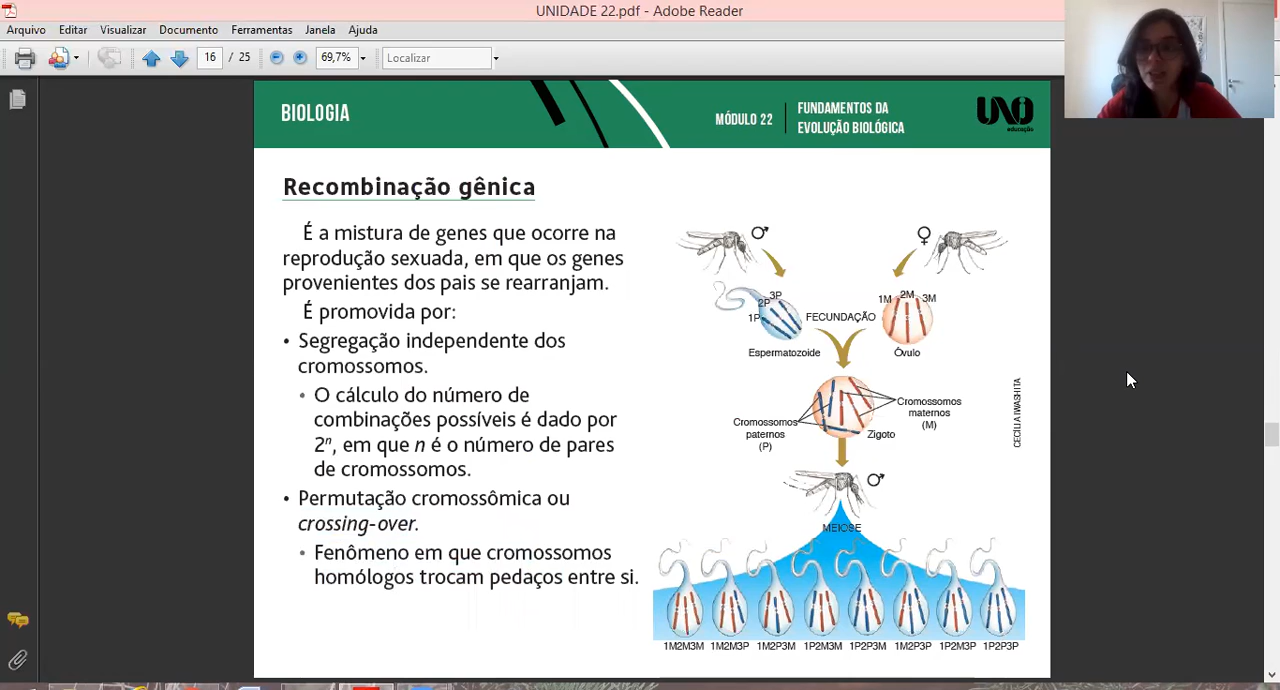 UNIDADE 22.pdf - Adobe Reader
Arquivo Editar Visualizar Documento Ferramentas Janela Ajuda
16 / 25 69,7% Localizar
BIOLOGIA
MÓDULO 22
FUNDAMENTOS DA
EVOLUÇÃO BIOLÓGICA
UNOi
educação
Recombinação gênica
É a mistura de genes que ocorre na
reprodução sexuada, em que os genes
provenientes dos pais se rearranjam.
É promovida por:
• Segregação independente dos
cromossomos.
• O cálculo do número de
combinações possíveis é dado por
2ⁿ, em que n é o número de pares
de cromossomos.
• Permutação cromossômica ou
crossing-over.
• Fenômeno em que cromossomos
homólogos trocam pedaços entre si.
♂
♀
1P 2P 3P
1M 2M 3M
FECUNDAÇÃO
Espermatozoide
Óvulo
Cromossomos
paternos
(P)
Cromossomos
maternos
(M)
Zigoto
♂
MEIOSE
1M2M3M 1M2M3P 1M2P3M 1P2M3M 1P2P3M 1M2P3P 1P2M3P 1P2P3P
CECÍLIA IWASHITA